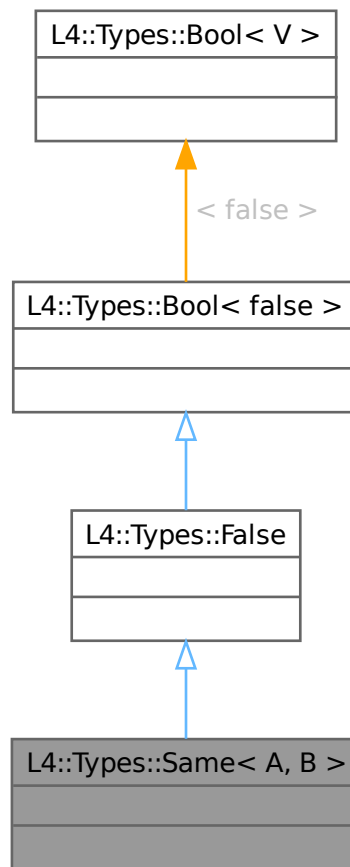 L4::Types::Bool< V >
< false >
L4::Types::Bool< false >
L4::Types::False
L4::Types::Same< A, B >